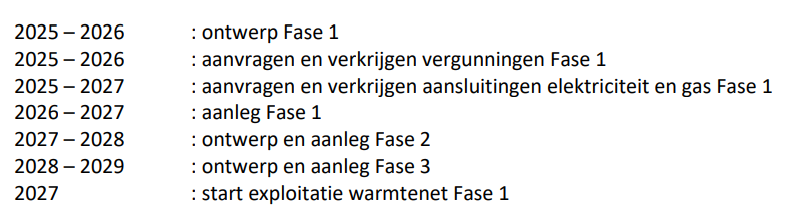 2025 – 2026 : ontwerp Fase 1
2025 – 2026 : aanvragen en verkrijgen vergunningen Fase 1
2025 – 2027 : aanvragen en verkrijgen aansluitingen elektriciteit en gas Fase 1
2026 – 2027 : aanleg Fase 1
2027 – 2028 : ontwerp en aanleg Fase 2
2028 – 2029 : ontwerp en aanleg Fase 3
2027 : start exploitatie warmtenet Fase 1